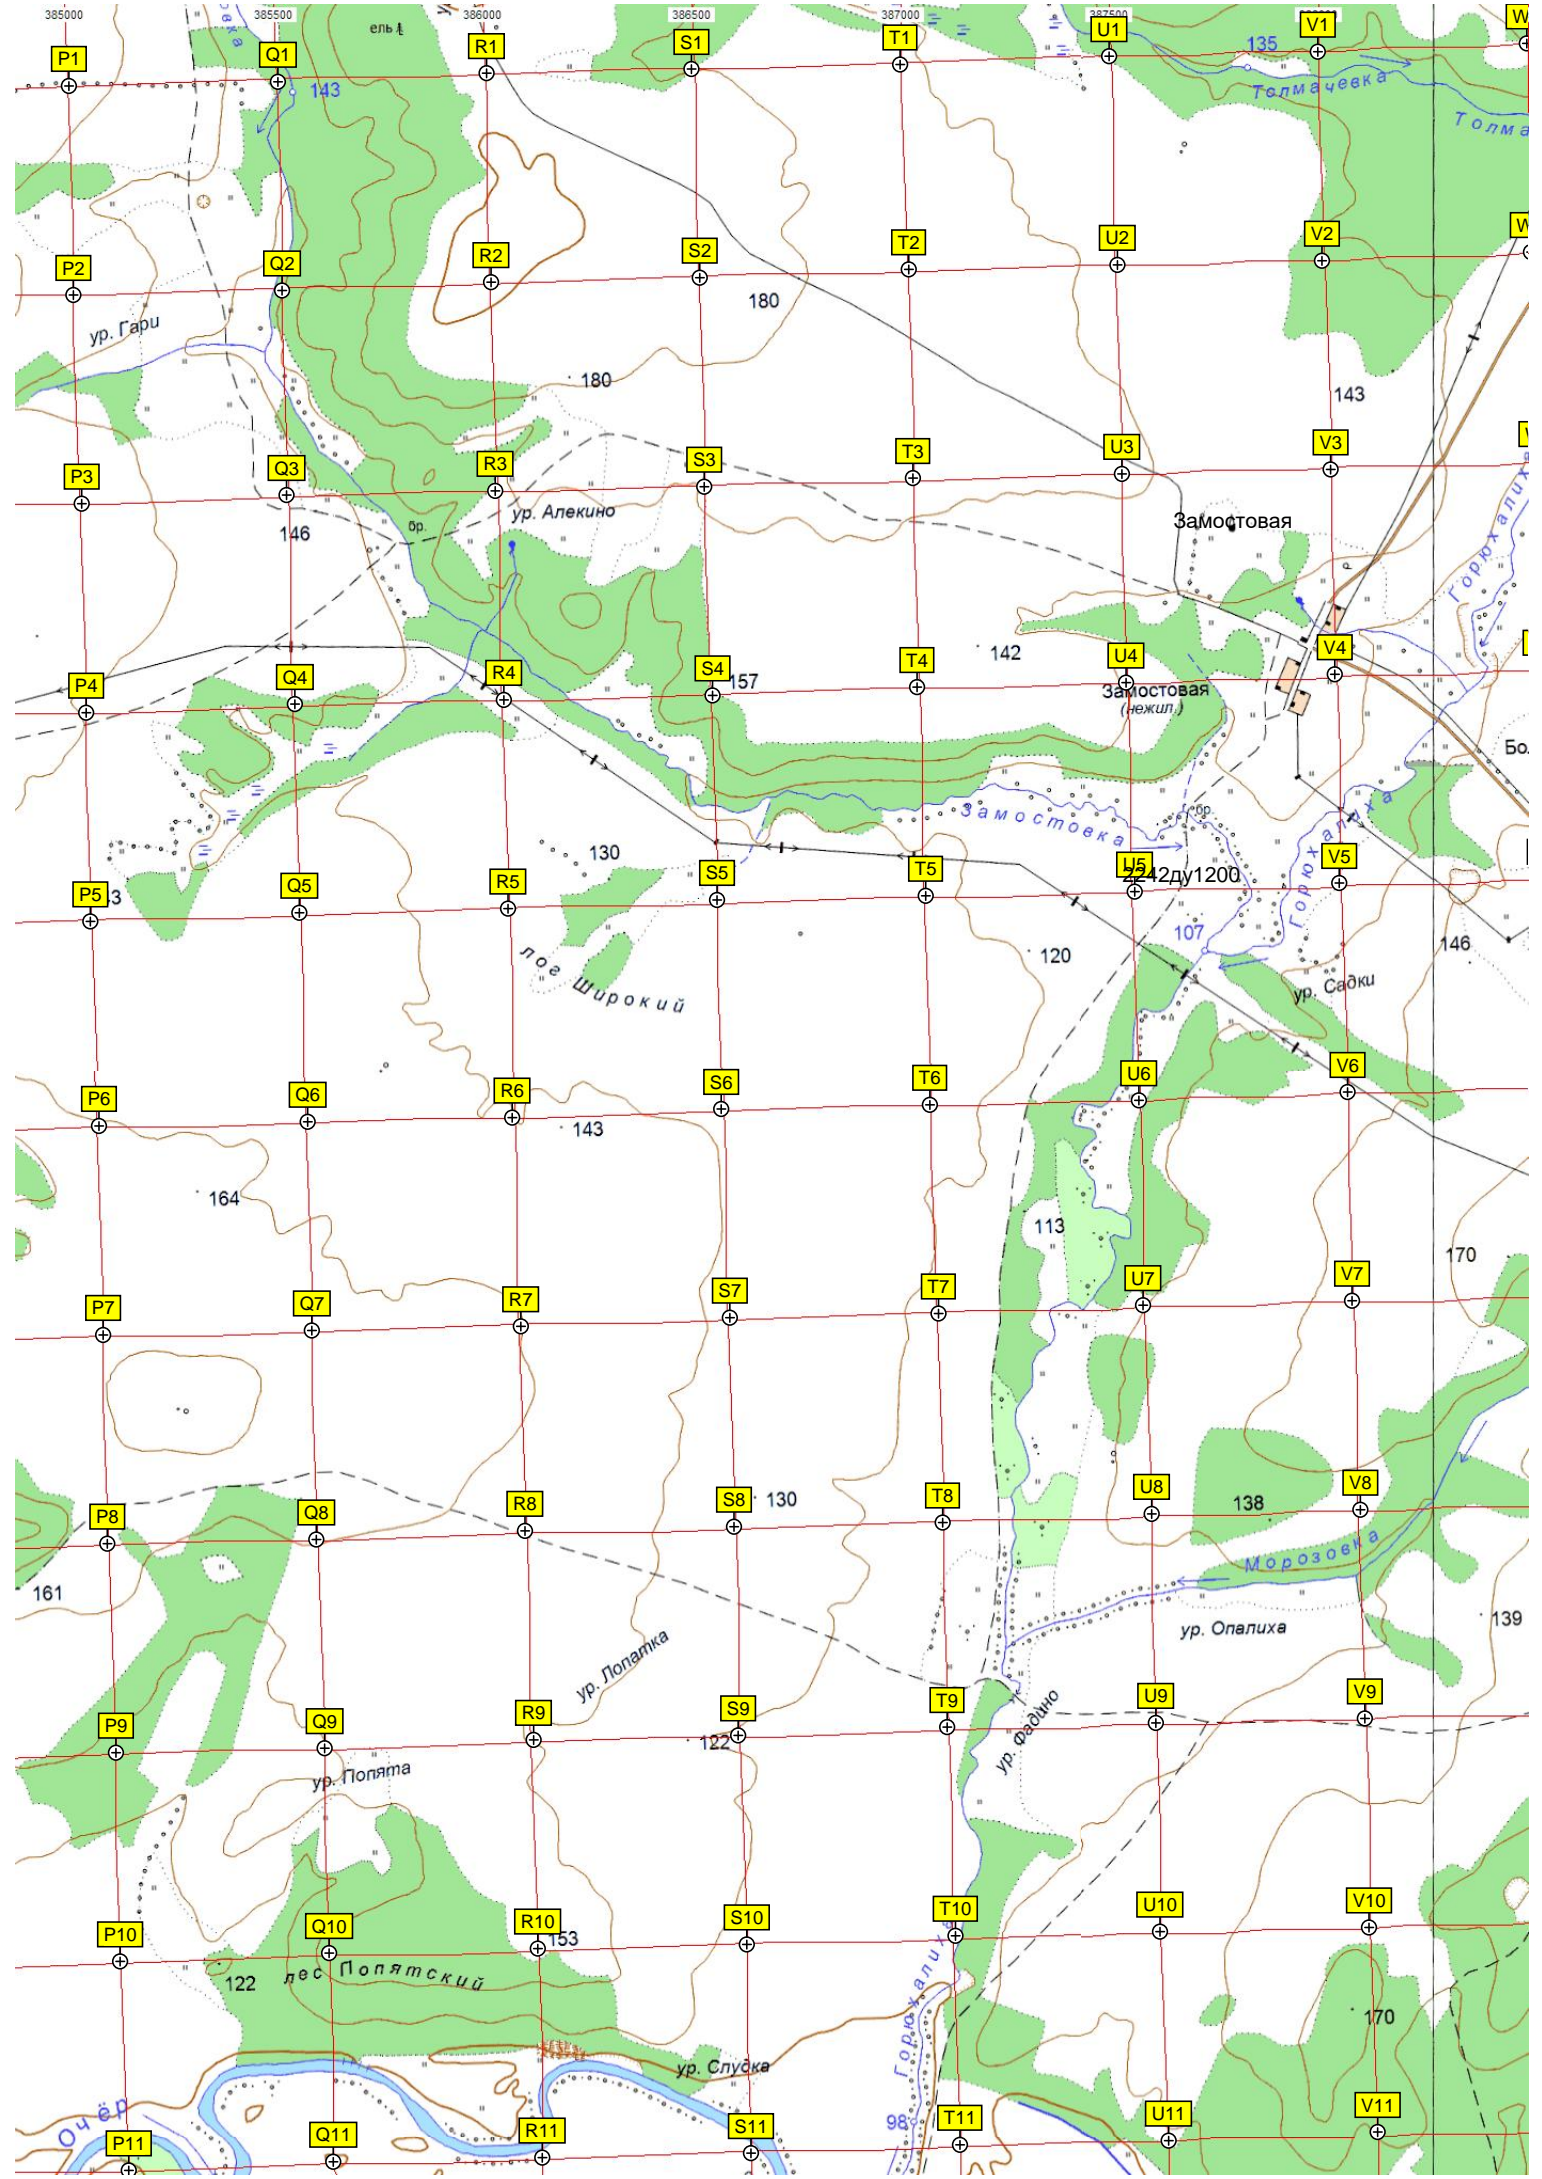 385000 385500 386000 386500 387000 387500
ель
P1 Q1 R1 S1 T1 U1 V1
143
135
Толмачевка
P2 Q2 R2 S2 T2 U2 V2
180
ур. Гари
180
143
P3 Q3 R3 S3 T3 U3 V3
146
бр.
ур. Алекино
Замостовая
Горюхалиха
142
P4 Q4 R4 S4 T4 U4 V4
157
Замостовая
(нежил.)
130
Замостовка
бр.
Горюхалиха
P5 Q5 R5 S5 T5 U5 V5
2242ду1200
107
120
146
лог Широкий
ур. Садки
P6 Q6 R6 S6 T6 U6 V6
143
164
113
170
P7 Q7 R7 S7 T7 U7 V7
P8 Q8 R8 S8 T8 U8 V8
130
138
Морозовка
161
139
ур. Опалиха
ур. Лопатка
P9 Q9 R9 S9 T9 U9 V9
122
ур. Фадино
ур. Попята
P10 Q10 R10 S10 T10 U10 V10
153
122
лес Попятский
170
Горюхалиха
ур. Слудка
98
Очёр
P11 Q11 R11 S11 T11 U11 V11